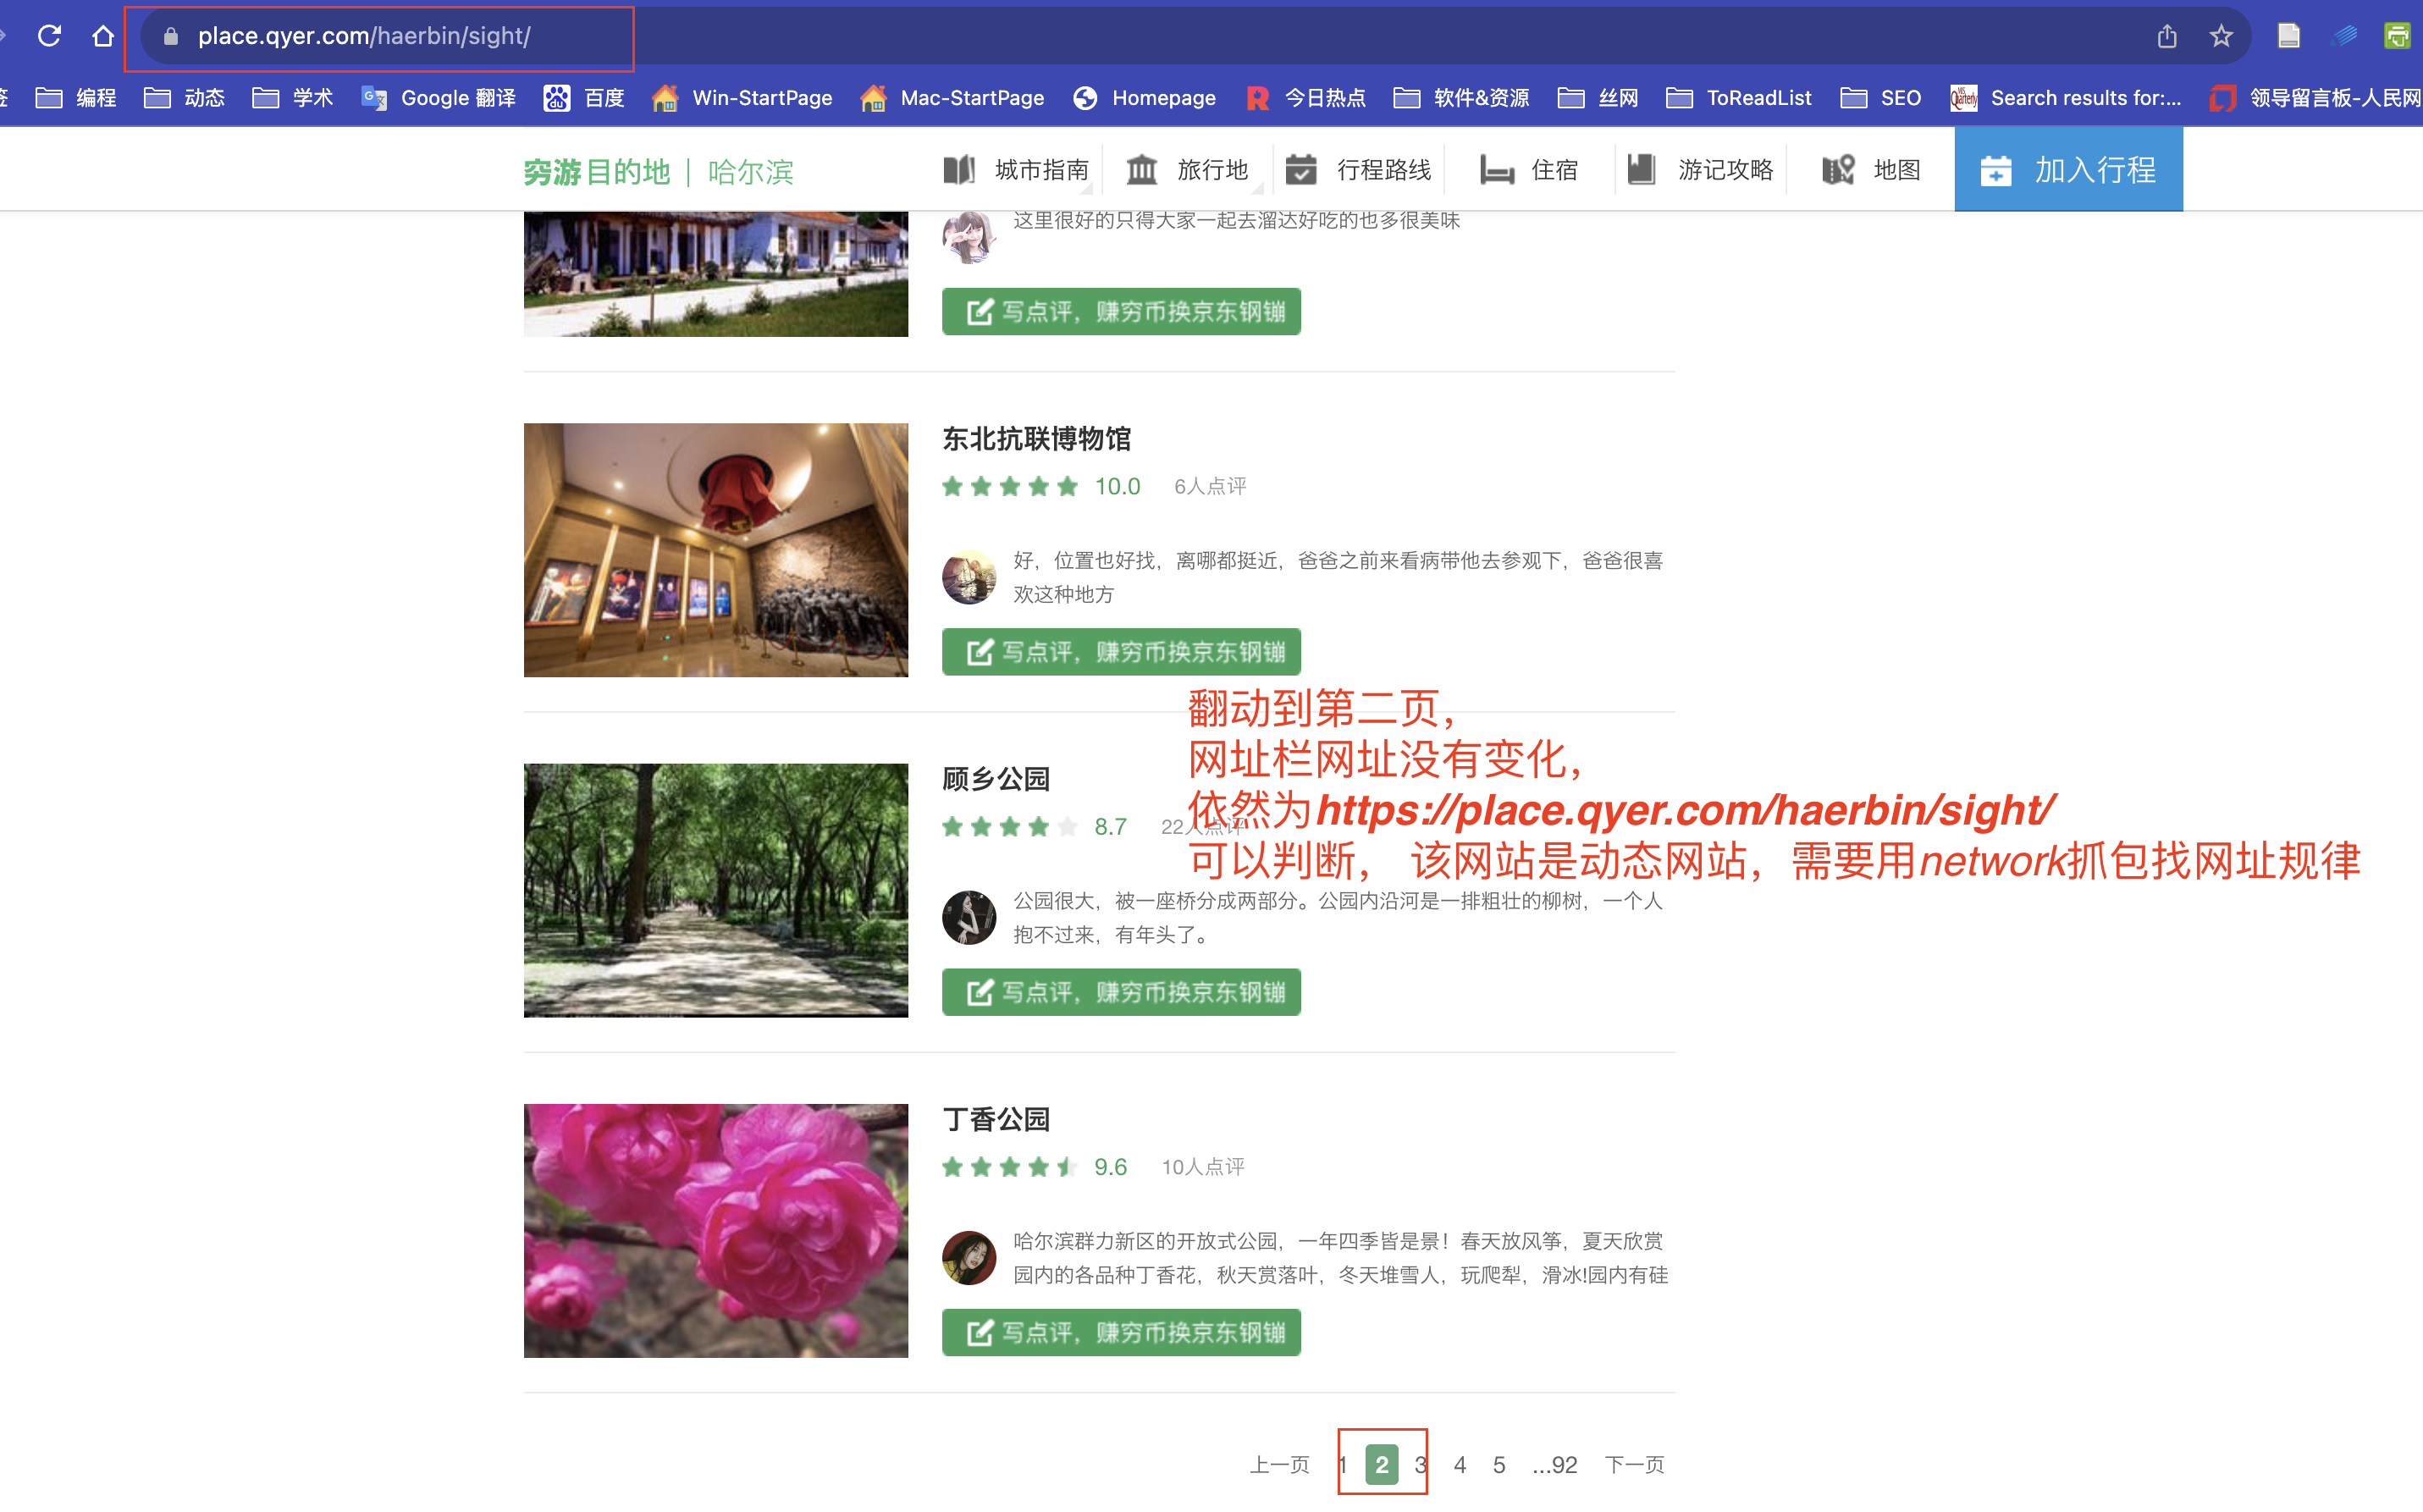 place.qyer.com/haerbin/sight/
编程
动态
学术
Google 翻译
百度
Win-StartPage
Mac-StartPage
Homepage
今日热点
软件&资源
丝网
ToReadList
SEO
Search results for:...
领导留言板-人民网
穷游目的地 | 哈尔滨
城市指南
旅行地
行程路线
住宿
游记攻略
地图
加入行程
这里很好的只得大家一起去溜达好吃的也多很美味
写点评，赚穷币换京东钢镚
东北抗联博物馆
10.0 6人点评
好，位置也好找，离哪都挺近，爸爸之前来看病带他去参观下，爸爸很喜
欢这种地方
写点评，赚穷币换京东钢镚
翻动到第二页，
网址栏网址没有变化，
依然为https://place.qyer.com/haerbin/sight/
可以判断， 该网站是动态网站，需要用network抓包找网址规律
顾乡公园
8.7 22人点评
公园很大，被一座桥分成两部分。公园内沿河是一排粗壮的柳树，一个人
抱不过来，有年头了。
写点评，赚穷币换京东钢镚
丁香公园
9.6 10人点评
哈尔滨群力新区的开放式公园，一年四季皆是景！春天放风筝，夏天欣赏
园内的各品种丁香花，秋天赏落叶，冬天堆雪人，玩爬犁，滑冰!园内有硅
写点评，赚穷币换京东钢镚
上一页 1 2 3 4 5 ...92 下一页